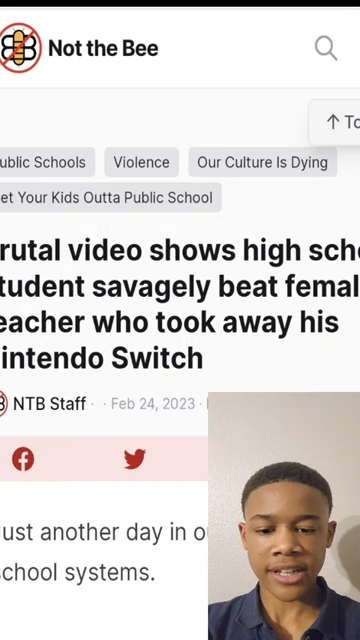 Not the Bee
↑ To
ublic Schools
Violence
Our Culture Is Dying
et Your Kids Outta Public School
rutal video shows high scho
tudent savagely beat femal
eacher who took away his
intendo Switch
NTB Staff · · Feb 24, 2023 ·
ust another day in o
school systems.